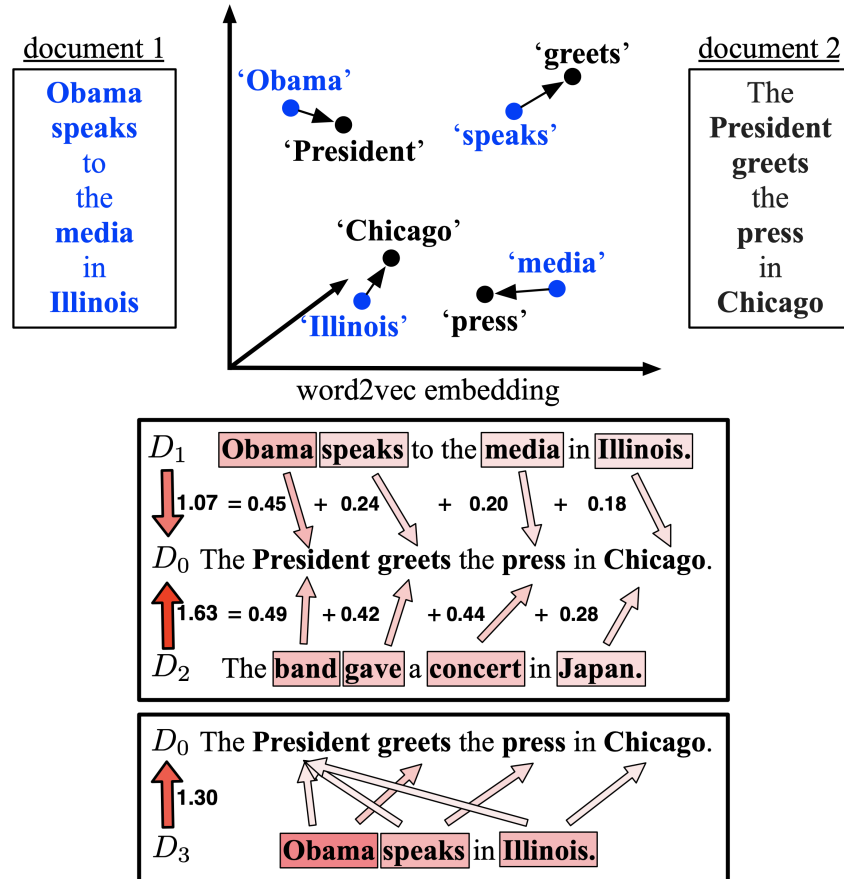 document 1
Obama
speaks
to
the
media
in
Illinois
‘Obama’
‘President’
‘greets’
‘speaks’
‘Chicago’
‘Illinois’
‘media’
‘press’
word2vec embedding
document 2
The
President
greets
the
press
in
Chicago
D1 Obama speaks to the media in Illinois.
1.07 = 0.45 + 0.24 + 0.20 + 0.18
D0 The President greets the press in Chicago.
1.63 = 0.49 + 0.42 + 0.44 + 0.28
D2 The band gave a concert in Japan.
D0 The President greets the press in Chicago.
1.30
D3 Obama speaks in Illinois.